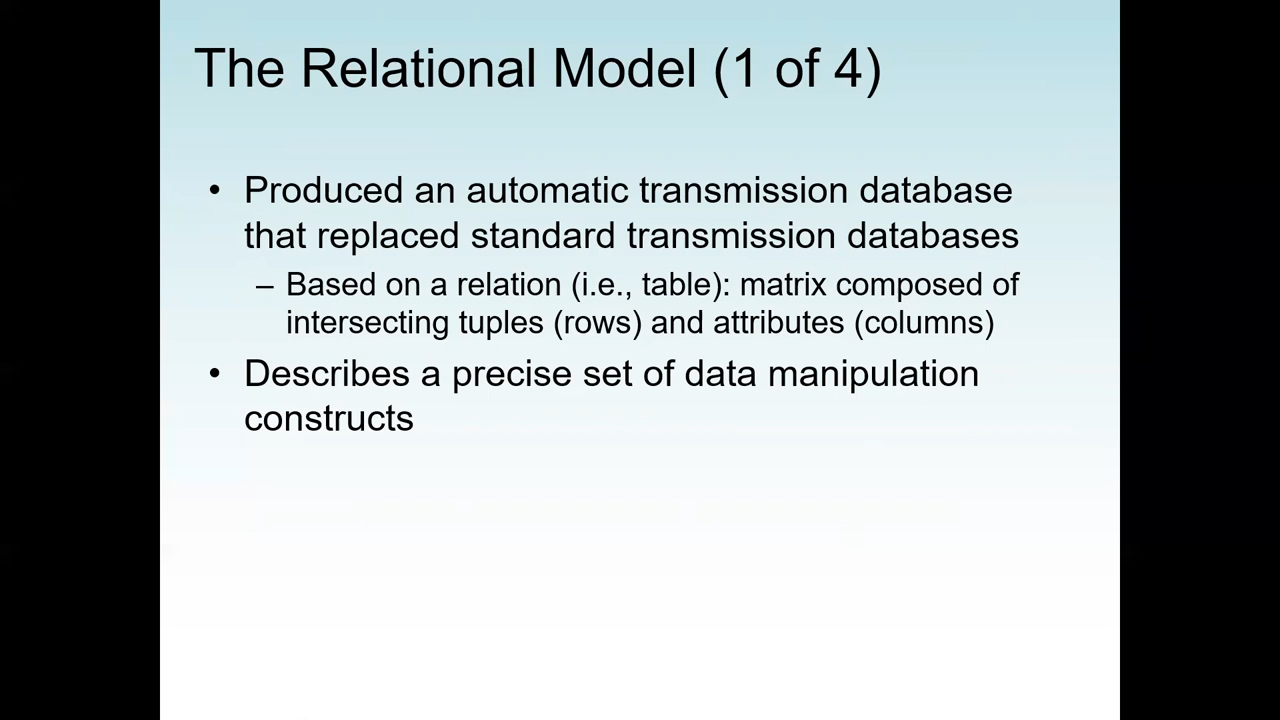 The Relational Model (1 of 4)
• Produced an automatic transmission database
that replaced standard transmission databases
– Based on a relation (i.e., table): matrix composed of
intersecting tuples (rows) and attributes (columns)
• Describes a precise set of data manipulation
constructs